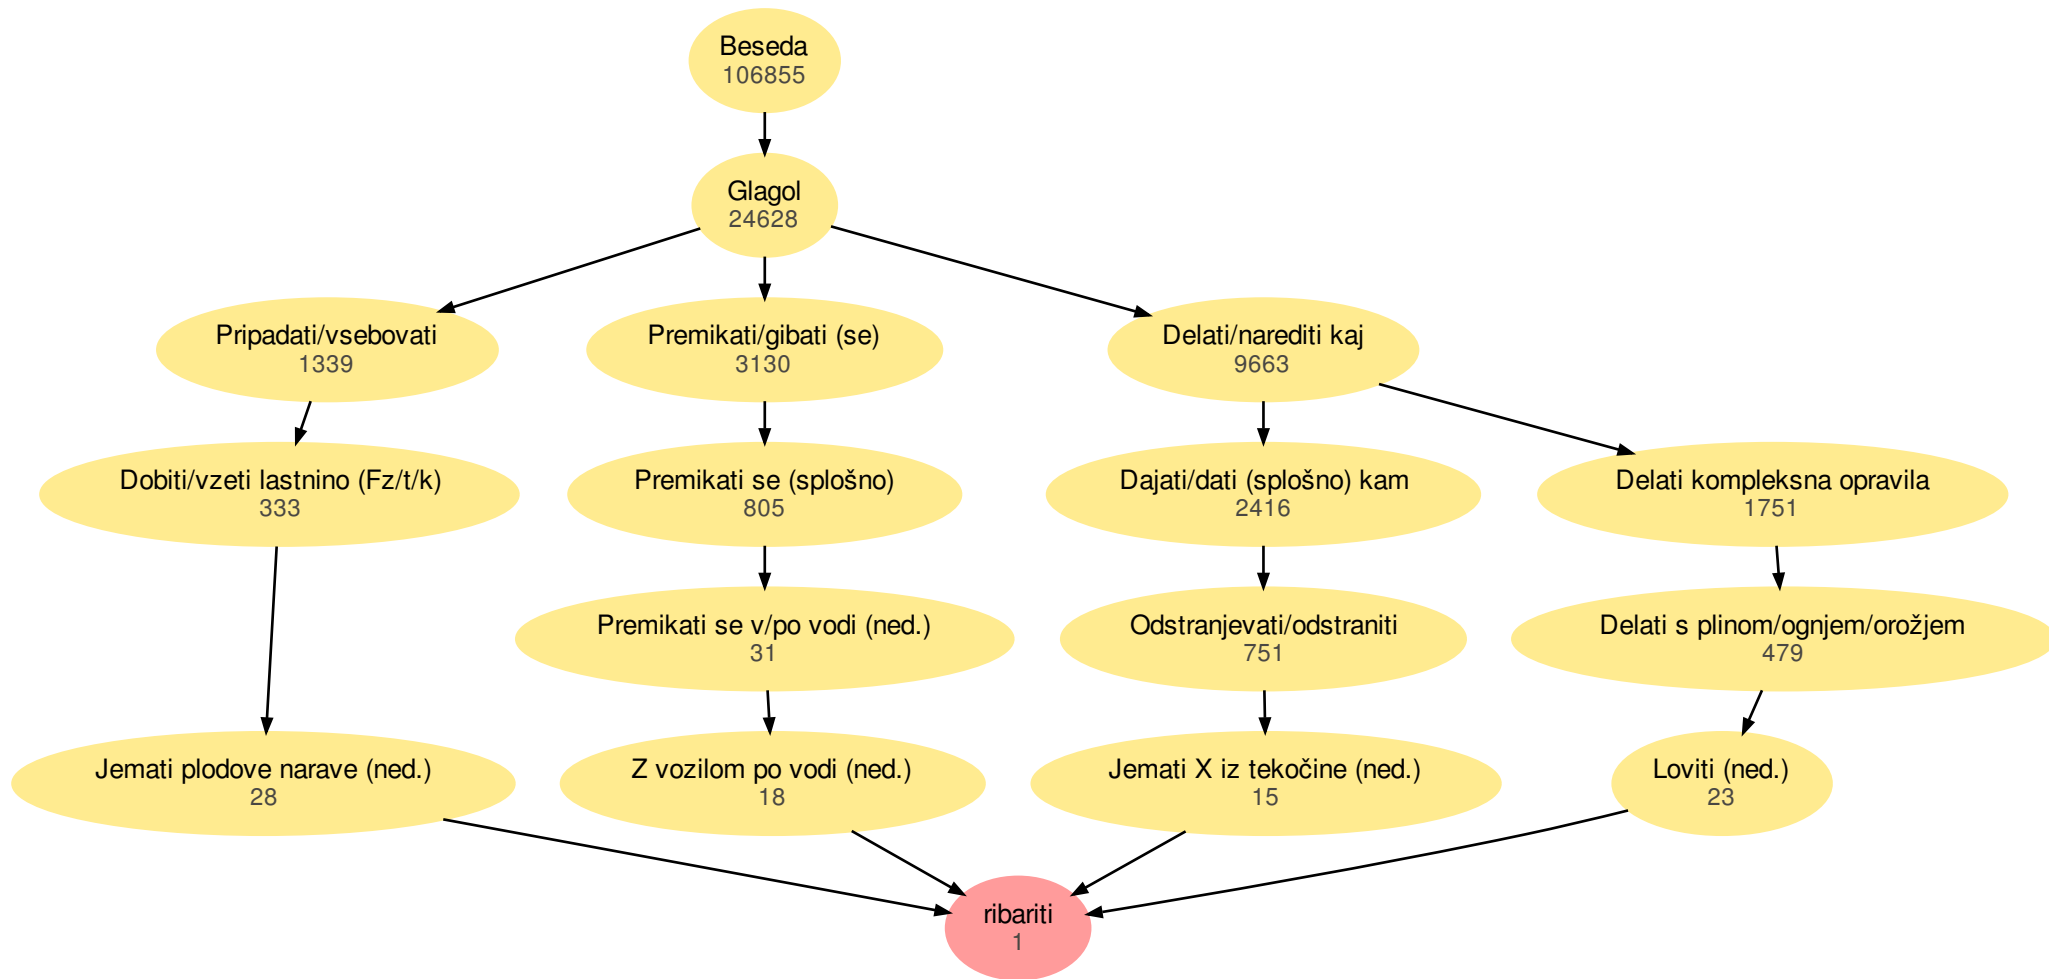 Beseda
106855
Glagol
24628
Pripadati/vsebovati
1339
Premikati/gibati (se)
3130
Delati/narediti kaj
9663
Dobiti/vzeti lastnino (Fz/t/k)
333
Premikati se (splošno)
805
Dajati/dati (splošno) kam
2416
Delati kompleksna opravila
1751
Premikati se v/po vodi (ned.)
31
Odstranjevati/odstraniti
751
Delati s plinom/ognjem/orožjem
479
Jemati plodove narave (ned.)
28
Z vozilom po vodi (ned.)
18
Jemati X iz tekočine (ned.)
15
Loviti (ned.)
23
ribariti
1